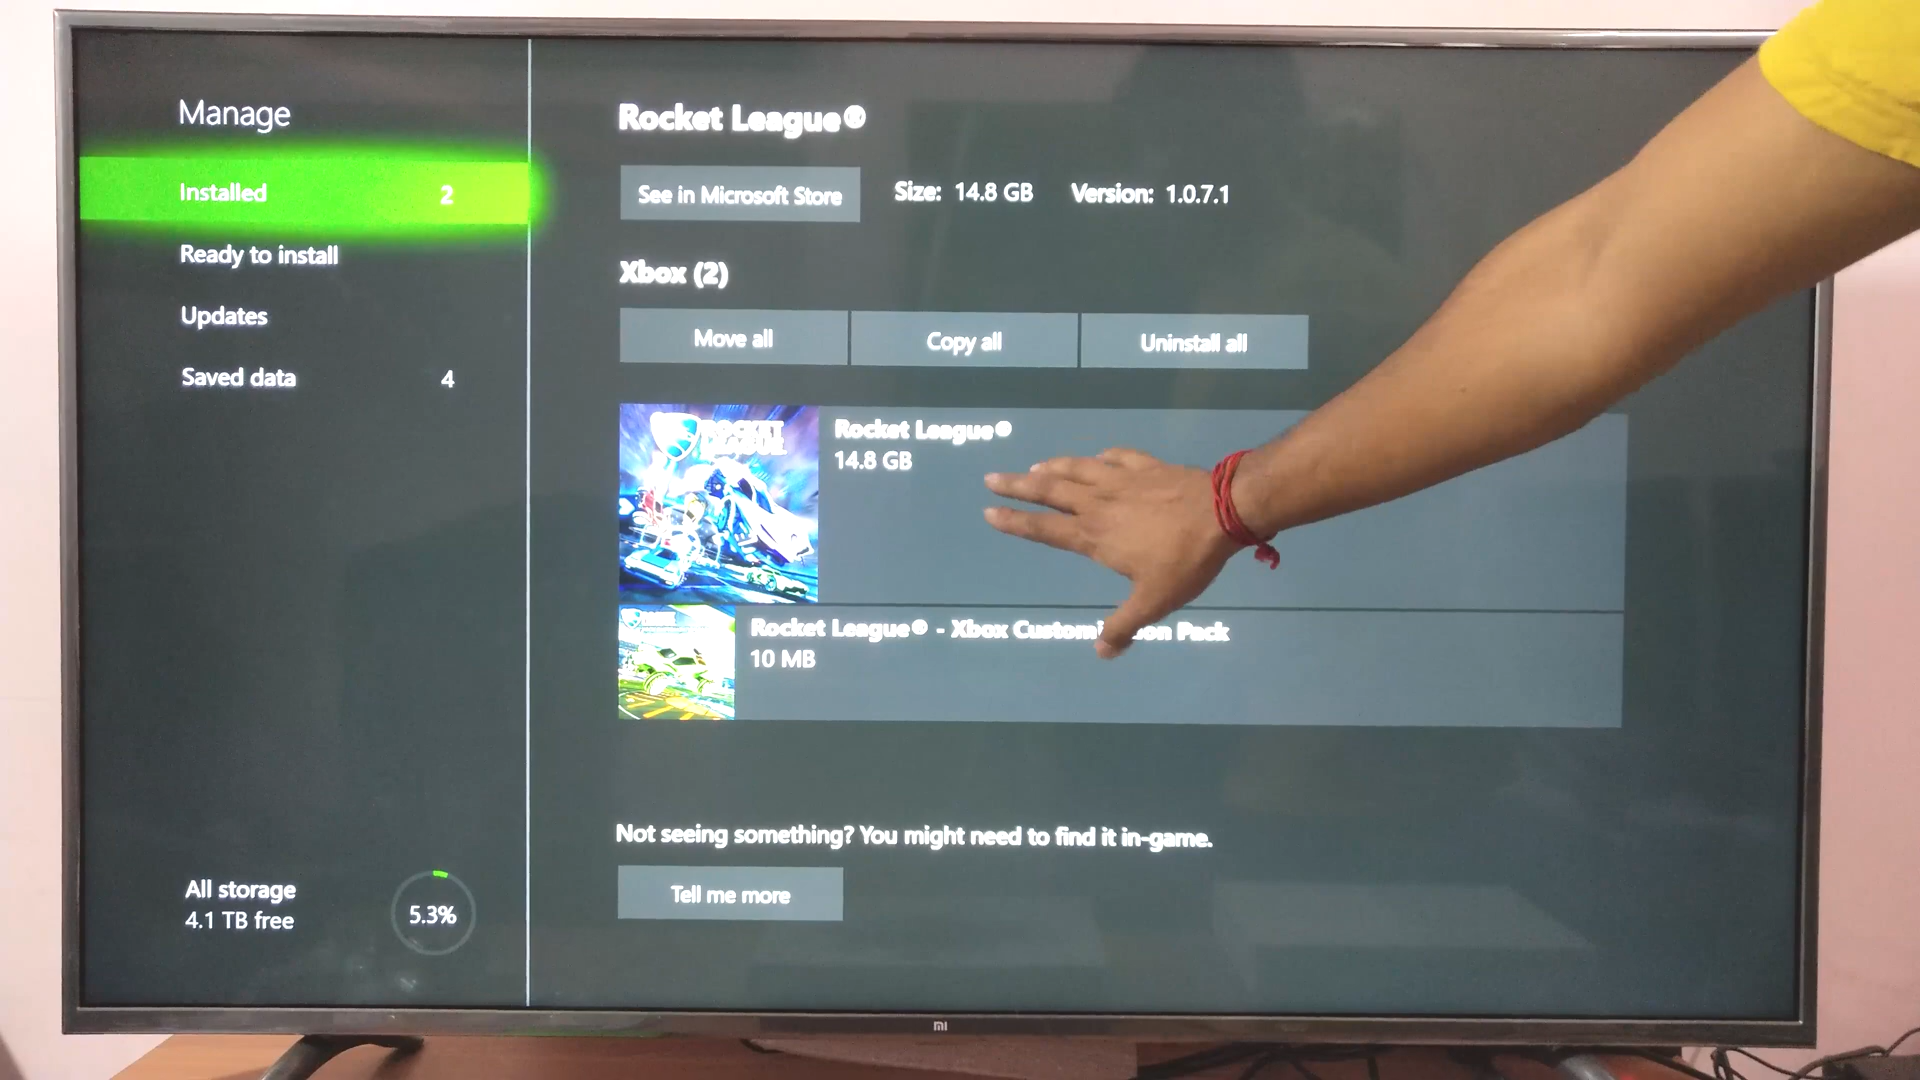 Manage
Installed 2
Ready to install
Updates
Saved data 4
All storage
4.1 TB free
5.3%
Rocket League®
See in Microsoft Store
Size: 14.8 GB Version: 1.0.7.1
Xbox (2)
Move all
Copy all
Uninstall all
ROCKET
LEAGUE
Rocket League®
14.8 GB
Rocket League® - Xbox Pack
10 MB
Not seeing something? You might need to find it in-game.
Tell me more
mi